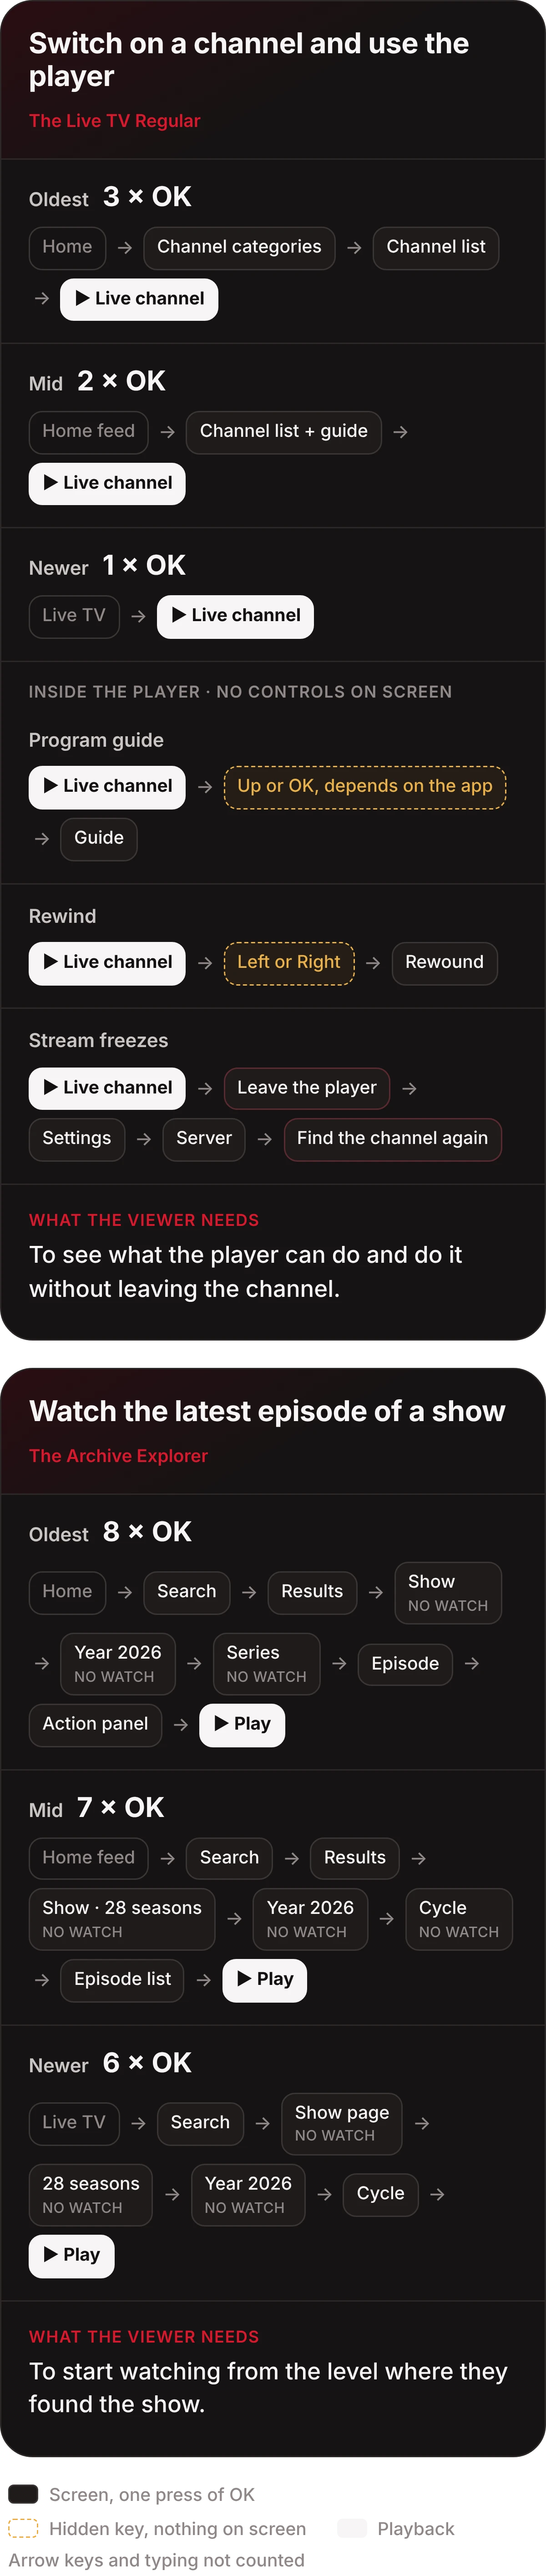 Switch on a channel and use the
player
The Live TV Regular
Oldest 3 × OK
Home → Channel categories → Channel list
→ ▶ Live channel
Mid 2 × OK
Home feed → Channel list + guide →
▶ Live channel
Newer 1 × OK
Live TV → ▶ Live channel
INSIDE THE PLAYER · NO CONTROLS ON SCREEN
Program guide
▶ Live channel → Up or OK, depends on the app
→ Guide
Rewind
▶ Live channel → Left or Right → Rewound
Stream freezes
▶ Live channel → Leave the player →
Settings → Server → Find the channel again
WHAT THE VIEWER NEEDS
To see what the player can do and do it
without leaving the channel.
Watch the latest episode of a show
The Archive Explorer
Oldest 8 × OK
Home → Search → Results → Show
NO WATCH
→ Year 2026 → Series → Episode →
NO WATCH NO WATCH
Action panel → ▶ Play
Mid 7 × OK
Home feed → Search → Results →
Show · 28 seasons → Year 2026 → Cycle
NO WATCH NO WATCH NO WATCH
→ Episode list → ▶ Play
Newer 6 × OK
Live TV → Search → Show page →
NO WATCH
28 seasons → Year 2026 → Cycle →
NO WATCH NO WATCH
▶ Play
WHAT THE VIEWER NEEDS
To start watching from the level where they
found the show.
Screen, one press of OK
Hidden key, nothing on screen Playback
Arrow keys and typing not counted